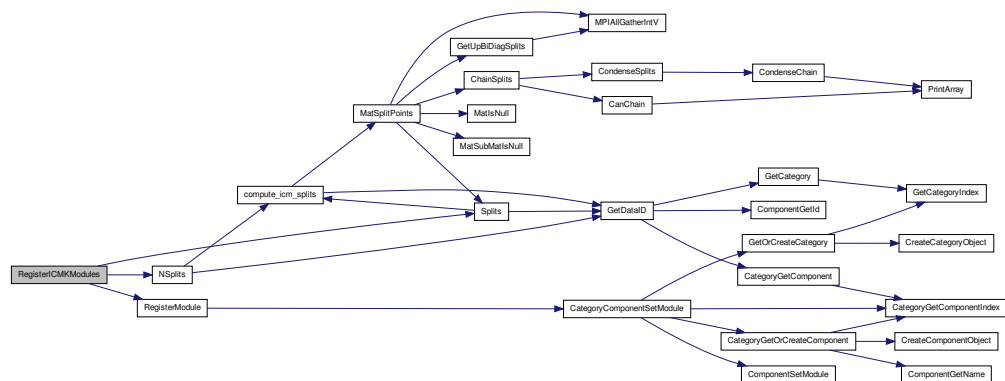 MPIAllGatherIntV
GetUpBiDiagSplits
ChainSplits
CondenseSplits
CondenseChain
PrintArray
CanChain
MatSplitPoints
MatIsNull
MatSubMatIsNull
GetCategory
GetCategoryIndex
compute_icm_splits
Splits
GetDataID
ComponentGetId
GetOrCreateCategory
CreateCategoryObject
RegisterICMKModules
NSplits
CategoryGetComponent
RegisterModule
CategoryComponentSetModule
CategoryGetComponentIndex
CategoryGetOrCreateComponent
CreateComponentObject
ComponentSetModule
ComponentGetName